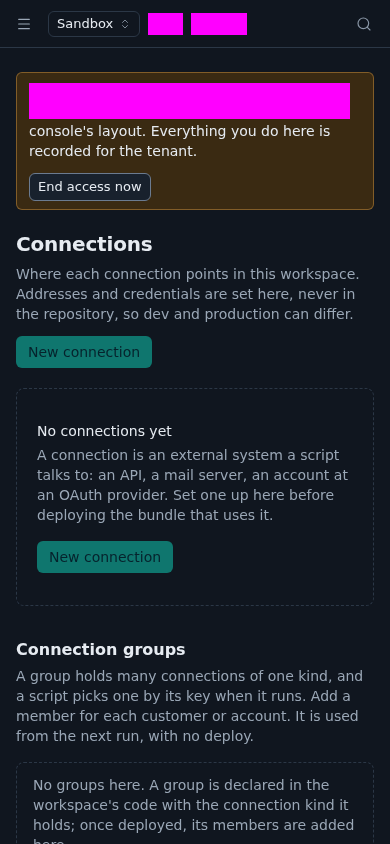 Sandbox
console's layout. Everything you do here is
recorded for the tenant.
End access now
Connections
Where each connection points in this workspace.
Addresses and credentials are set here, never in
the repository, so dev and production can differ.
New connection
No connections yet
A connection is an external system a script
talks to: an API, a mail server, an account at
an OAuth provider. Set one up here before
deploying the bundle that uses it.
New connection
Connection groups
A group holds many connections of one kind, and
a script picks one by its key when it runs. Add a
member for each customer or account. It is used
from the next run, with no deploy.
No groups here. A group is declared in the
workspace's code with the connection kind it
holds; once deployed, its members are added